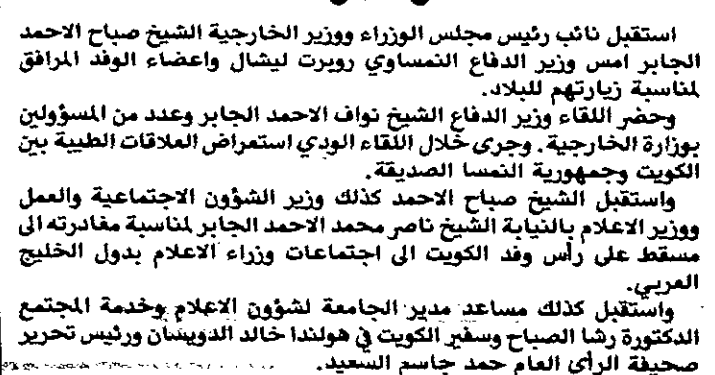 استقبل نائب رئيس مجلس الوزراء ووزير الخارجية الشيخ صباح الاحمد
الجابر امس وزير الدفاع النمساوي روبرت ليشال واعضاء الوفد المرافق
لمناسبة زيارتهم للبلاد.
وحضر اللقاء وزير الدفاع الشيخ نواف الاحمد الجابر وعدد من المسؤولين
بوزارة الخارجية. وجرى خلال اللقاء الودي استعراض العلاقات الطيبة بين
الكويت وجمهورية النمسا الصديقة.
واستقبل الشيخ صباح الاحمد كذلك وزير الشؤون الاجتماعية والعمل
ووزير الاعلام بالنيابة الشيخ ناصر محمد الاحمد الجابر لمناسبة مغادرته الى
مسقط على رأس وفد الكويت الى اجتماعات وزراء الاعلام بدول الخليج
العربي.
واستقبل كذلك مساعد مدير الجامعة لشؤون الاعلام وخدمة المجتمع
الدكتورة رشا الصباح وسفير الكويت في هولندا خالد الدويسان ورئيس تحرير
صحيفة الرأي العام حمد جاسم السعيد.